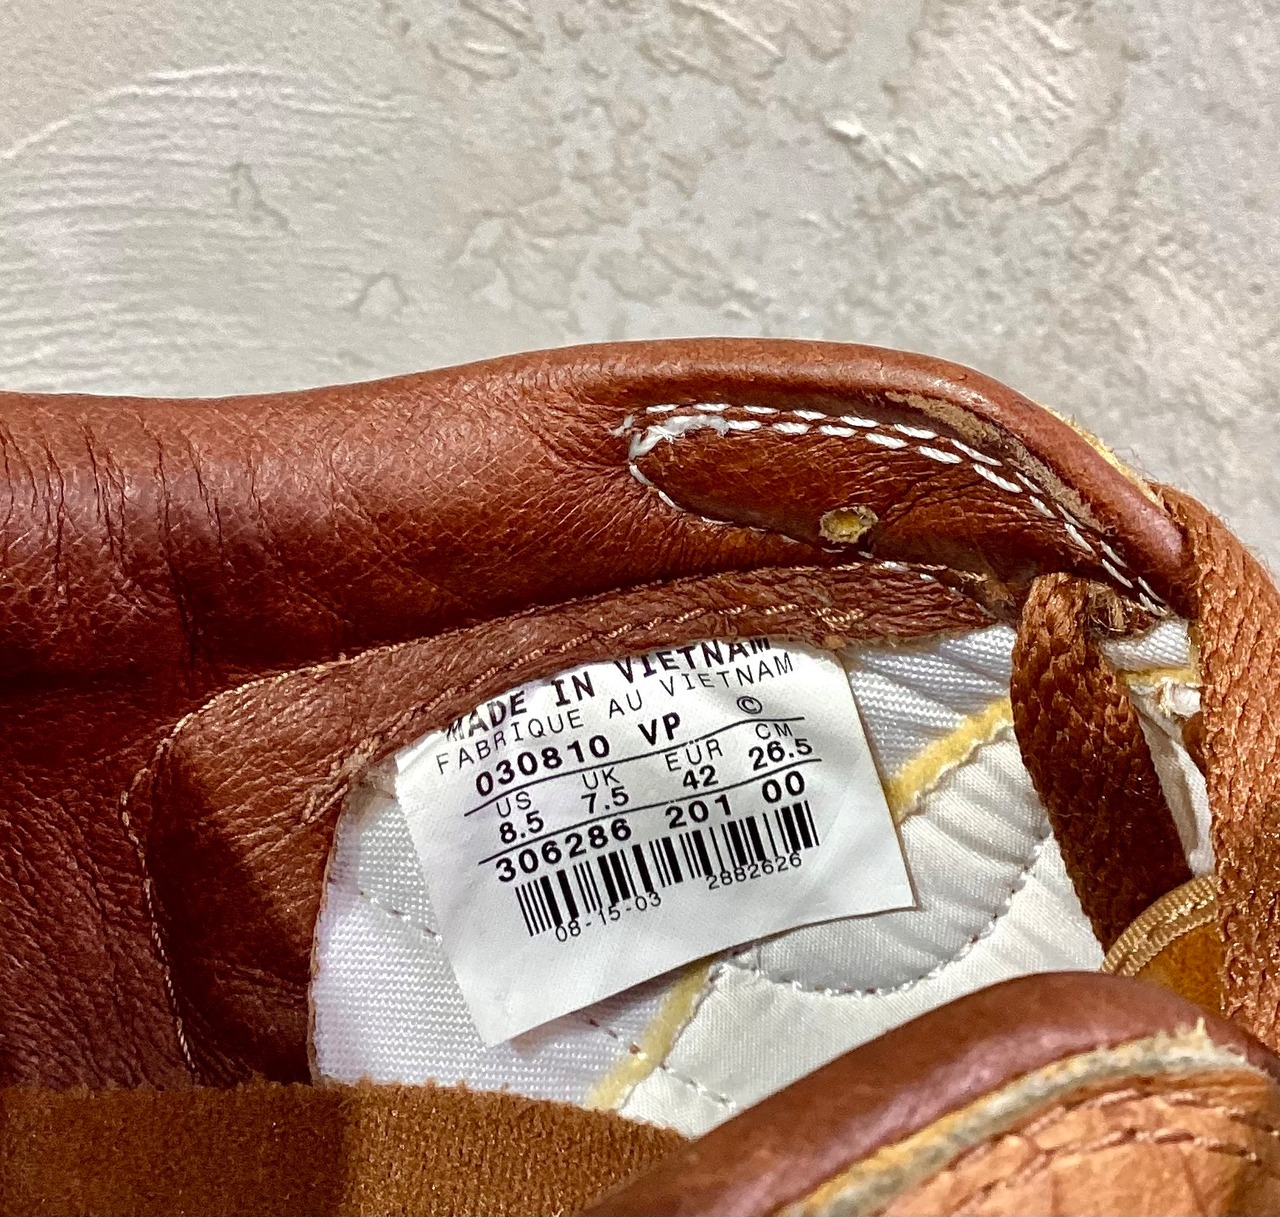 MADE IN VIETNAM
FABRIQUE AU VIETNAM
030810 VP ©
US UK EUR CM
8.5 7.5 42 26.5
306286 201 00
08-15-03 2882626